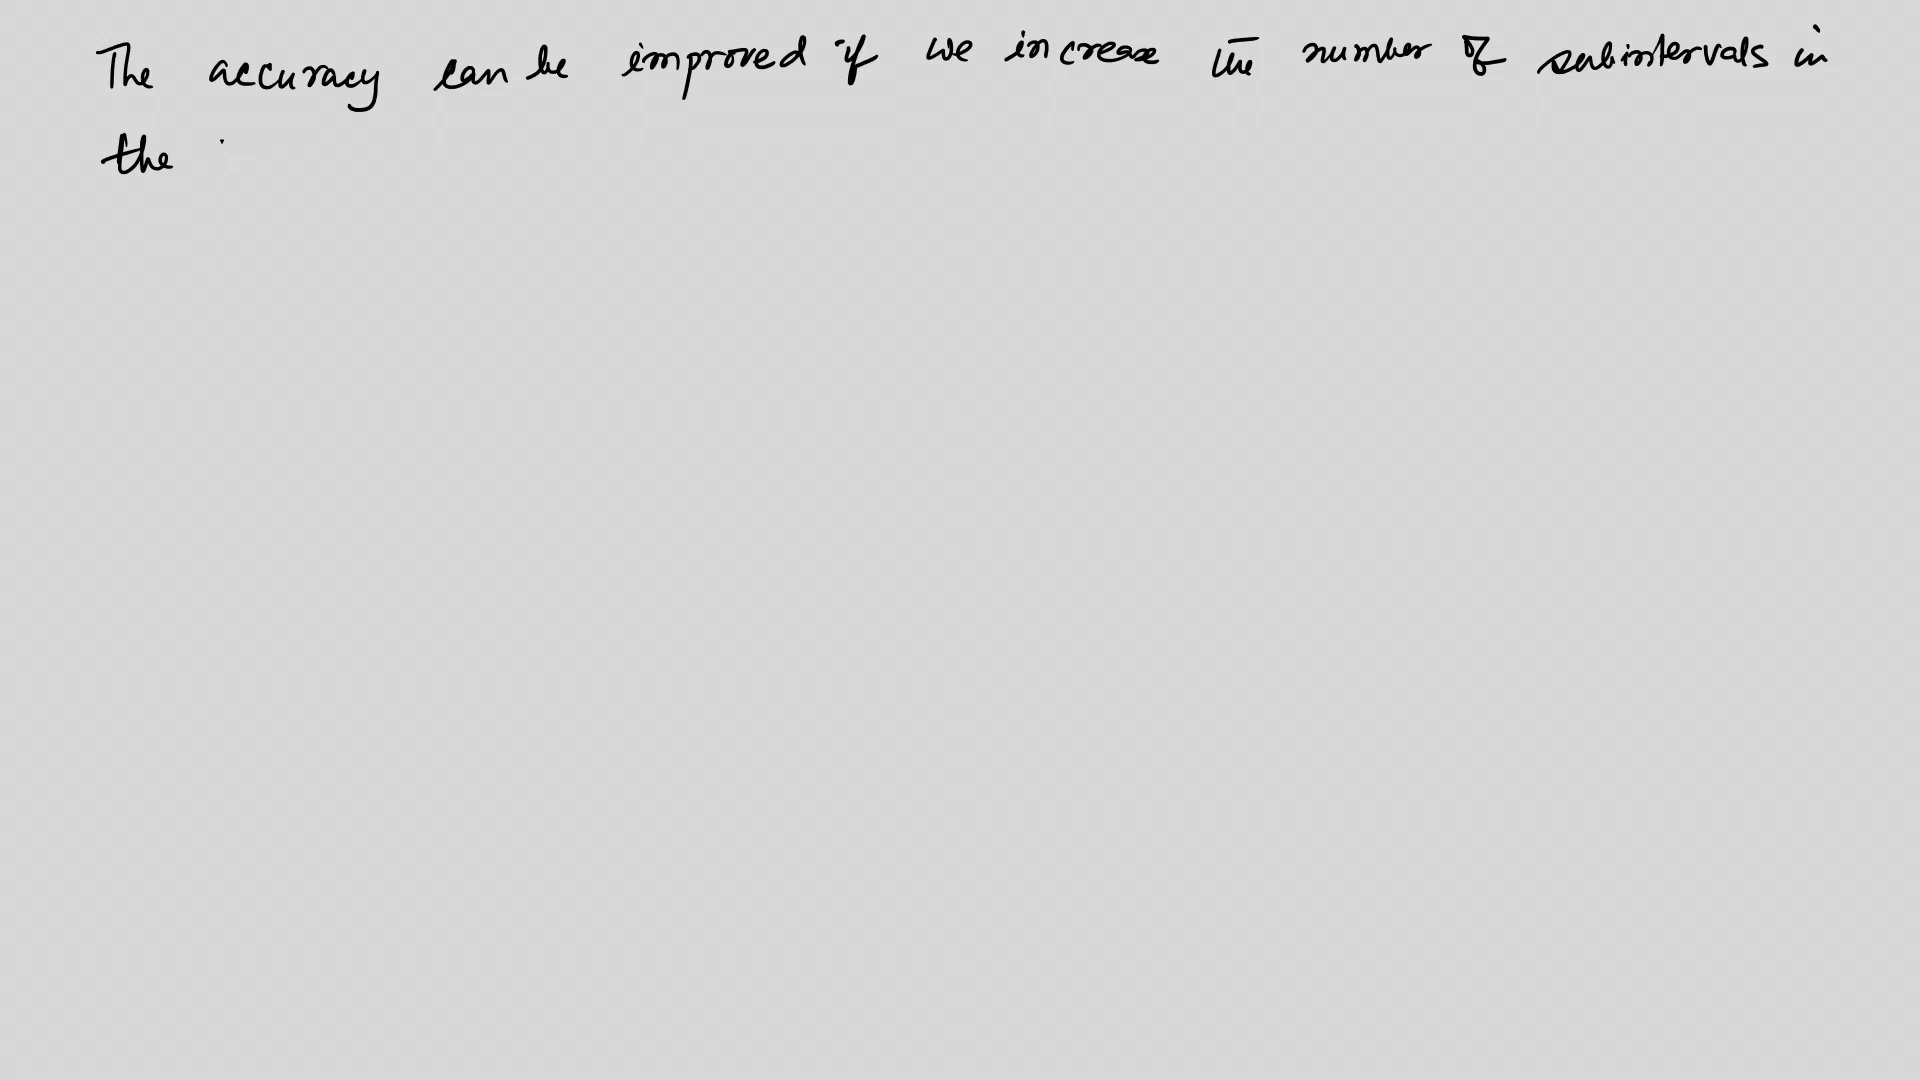 The accuracy can be improved if we increase the number of subintervals in
the